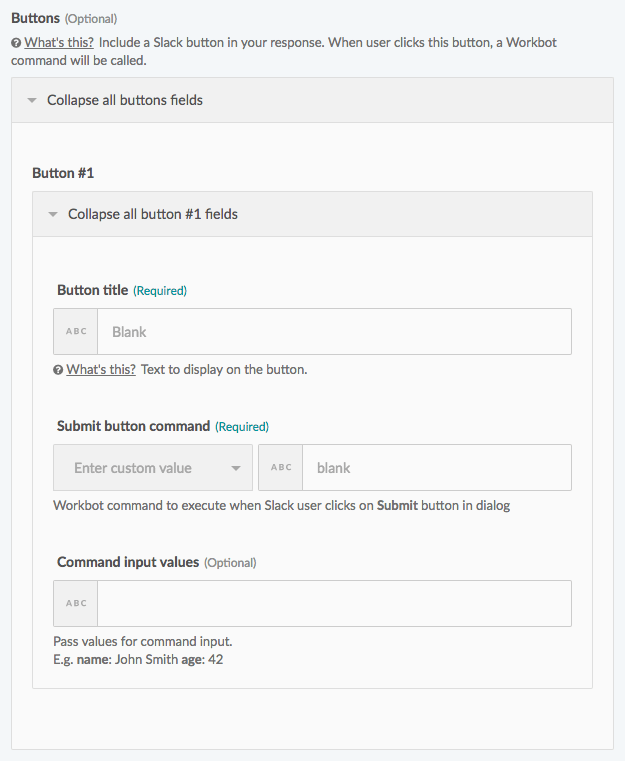 Buttons (Optional)
What's this? Include a Slack button in your response. When user clicks this button, a Workbot
command will be called.
Collapse all buttons fields
Button #1
Collapse all button #1 fields
Button title (Required)
ABC Blank
What's this? Text to display on the button.
Submit button command (Required)
Enter custom value ABC blank
Workbot command to execute when Slack user clicks on Submit button in dialog
Command input values (Optional)
ABC
Pass values for command input.
E.g. name: John Smith age: 42